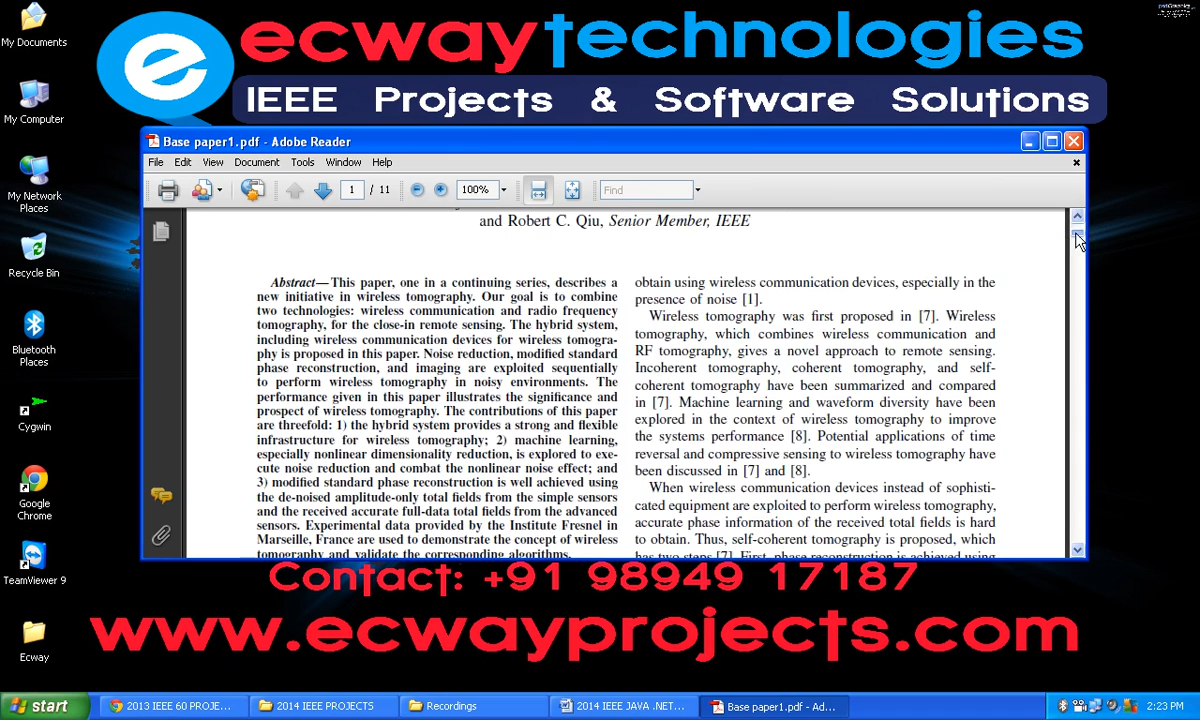 My Documents
My Computer
My Network
Places
Recycle Bin
Bluetooth
Places
Cygwin
Google
Chrome
TeamViewer 9
Ecway
e ecway technologies
IEEE Projects & Software Solutions
Base paper1.pdf - Adobe Reader
File Edit View Document Tools Window Help
1 / 11 100% Find
and Robert C. Qiu, Senior Member, IEEE
Abstract—This paper, one in a continuing series, describes a
new initiative in wireless tomography. Our goal is to combine
two technologies: wireless communication and radio frequency
tomography, for the close-in remote sensing. The hybrid system,
including wireless communication devices for wireless tomogra-
phy is proposed in this paper. Noise reduction, modified standard
phase reconstruction, and imaging are exploited sequentially
to perform wireless tomography in noisy environments. The
performance given in this paper illustrates the significance and
prospect of wireless tomography. The contributions of this paper
are threefold: 1) the hybrid system provides a strong and flexible
infrastructure for wireless tomography; 2) machine learning,
especially nonlinear dimensionality reduction, is explored to exe-
cute noise reduction and combat the nonlinear noise effect; and
3) modified standard phase reconstruction is well achieved using
the de-noised amplitude-only total fields from the simple sensors
and the received accurate full-data total fields from the advanced
sensors. Experimental data provided by the Institute Fresnel in
Marseille, France are used to demonstrate the concept of wireless
tomography and validate the corresponding algorithms.
obtain using wireless communication devices, especially in the
presence of noise [1].
Wireless tomography was first proposed in [7]. Wireless
tomography, which combines wireless communication and
RF tomography, gives a novel approach to remote sensing.
Incoherent tomography, coherent tomography, and self-
coherent tomography have been summarized and compared
in [7]. Machine learning and waveform diversity have been
explored in the context of wireless tomography to improve
the systems performance [8]. Potential applications of time
reversal and compressive sensing to wireless tomography have
been discussed in [7] and [8].
When wireless communication devices instead of sophisti-
cated equipment are exploited to perform wireless tomography,
accurate phase information of the received total fields is hard
to obtain. Thus, self-coherent tomography is proposed, which
has two steps [7]. First, phase reconstruction is achieved using
Contact: +91 98949 17187
www.ecwayprojects.com
start 2013 IEEE 60 PROJE... 2014 IEEE PROJECTS Recordings 2014 IEEE JAVA .NET... Base paper1.pdf - Ad... 2:23 PM